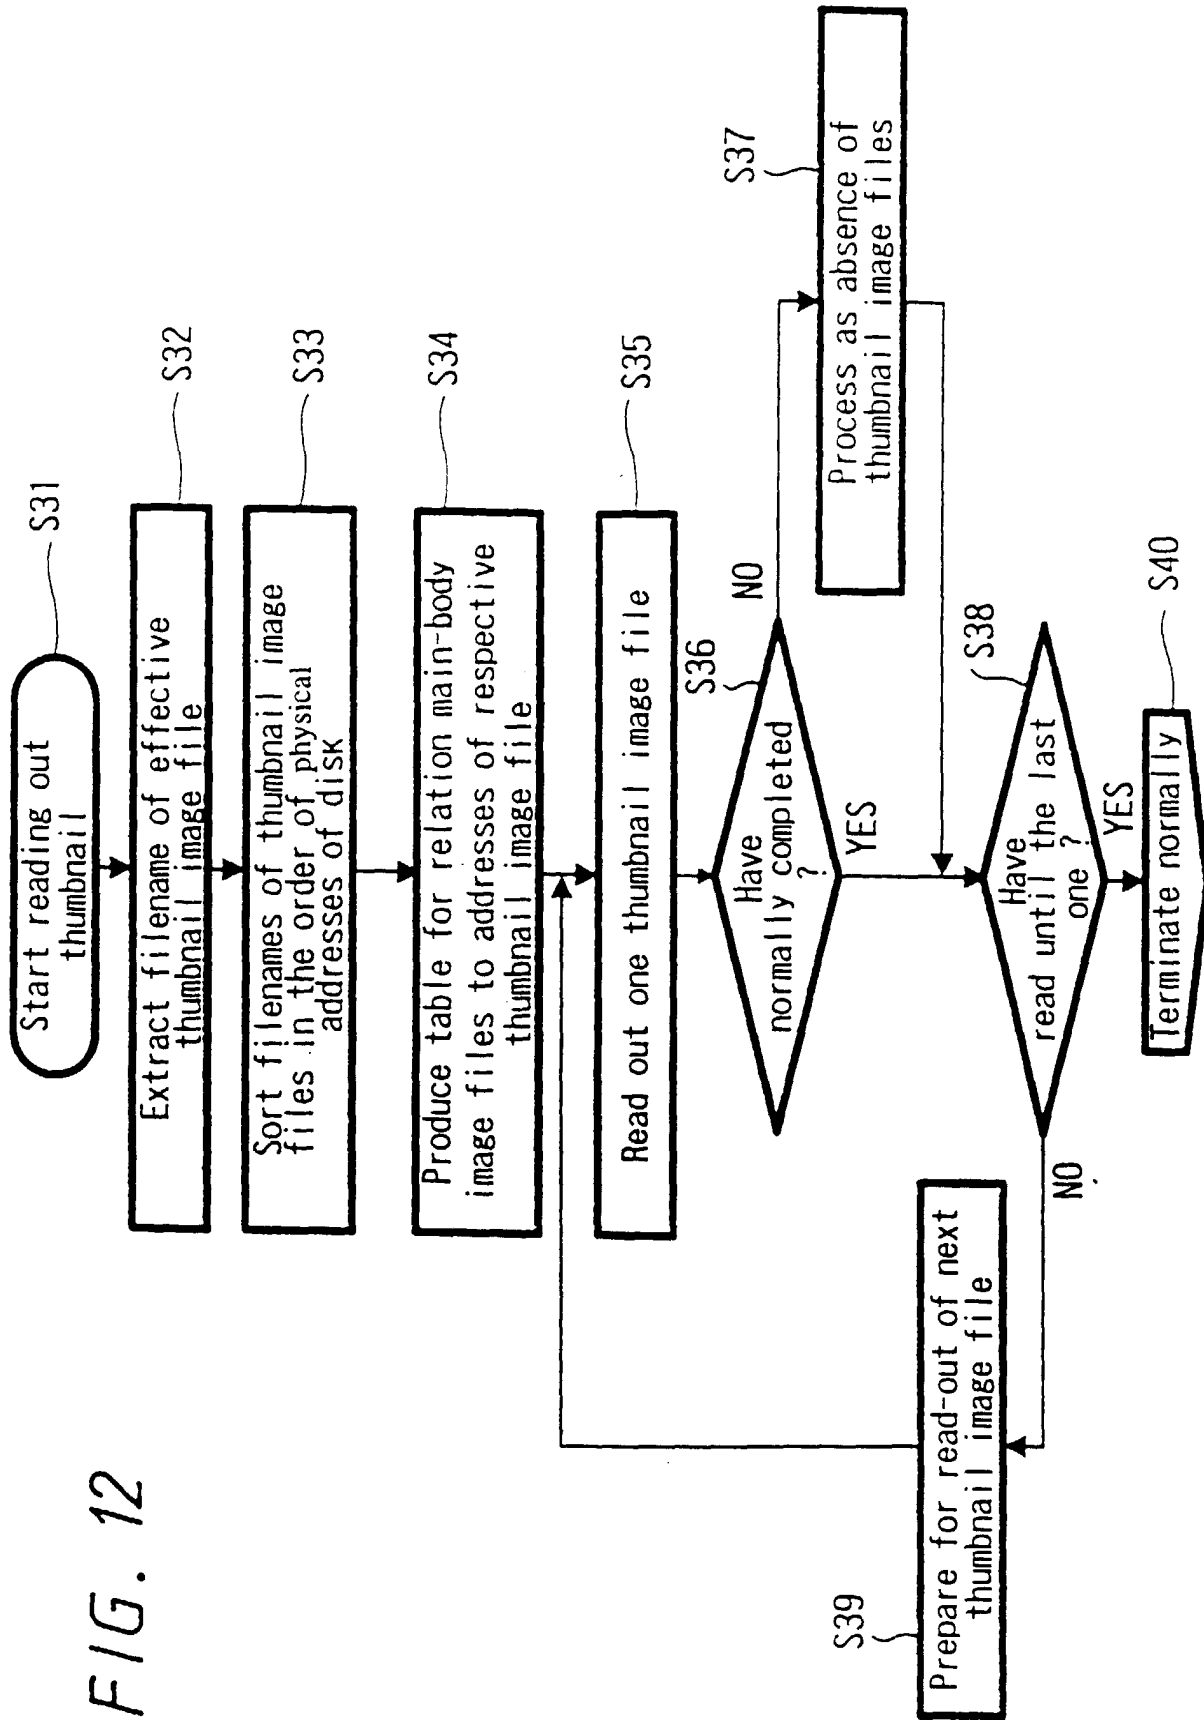 FIG. 12
Start reading out
thumbnail
S31
Extract filename of effective
thumbnail image file
S32
Sort filenames of thumbnail image
files in the order of physical
addresses of disk
S33
Produce table for relation main-body
image files to addresses of respective
thumbnail image file
S34
Read out one thumbnail image file
S35
Have
normally completed
?
S36
NO
YES
Process as absence of
thumbnail image files
S37
Have
read until the last
one ?
S38
NO
YES
Prepare for read-out of next
thumbnail image file
S39
Terminate normally
S40